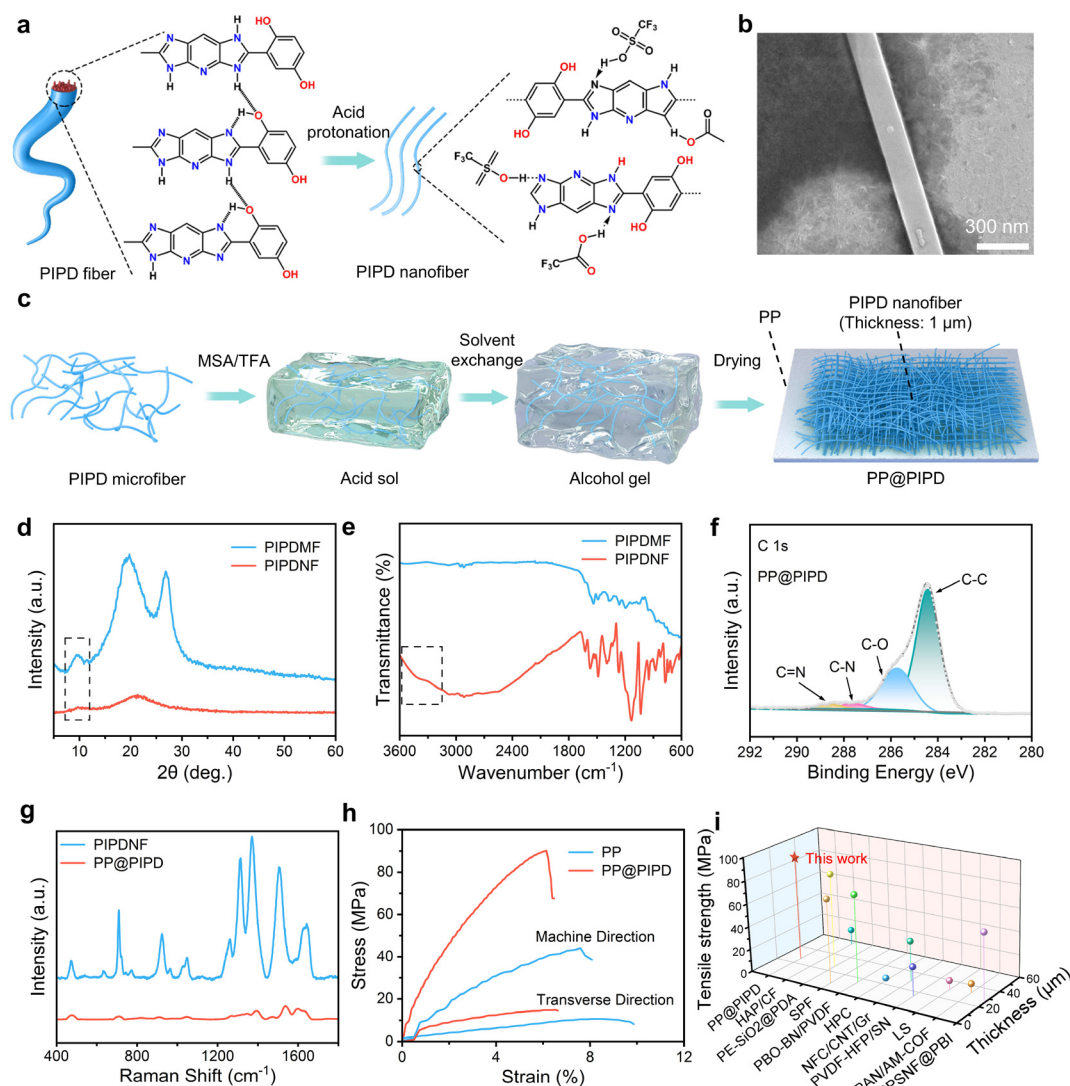 a
H
N
N
H
HO
N
N
N
H
OH
H
O
N
N
H
N
N
N
H
OH
H
O
N
N
H
N
N
N
H
OH
PIPD fiber
Acid
protonation
PIPD nanofiber
CF₃
O
S
O
H
O
OH
N
N
H
HO
N
H
N
O
H
O
F₃C
S
O
H
N
N
H
N
H
N
N
OH
HO
O
H
F₃C
O
b
300 nm
c
PIPD microfiber
MSA/TFA
Acid sol
Solvent
exchange
Alcohol gel
Drying
PP
PIPD nanofiber
(Thickness: 1 μm)
PP@PIPD
d
Intensity (a.u.)
PIPDMF
PIPDNF
10 20 30 40 50 60
2θ (deg.)
e
Transmittance (%)
PIPDMF
PIPDNF
3600 3000 2400 1800 1200 600
Wavenumber (cm⁻¹)
f
Intensity (a.u.)
C 1s
PP@PIPD
C-C
C-O
C-N
C=N
292 290 288 286 284 282 280
Binding Energy (eV)
g
Intensity (a.u.)
PIPDNF
PP@PIPD
400 800 1200 1600
Raman Shift (cm⁻¹)
h
Stress (MPa)
100
80
60
40
20
0
PP
PP@PIPD
Machine Direction
Transverse Direction
0 2 4 6 8 10 12
Strain (%)
i
Tensile strength (MPa)
100
80
60
40
20
0
This work
PP@PIPD
HAP/CF
PE-SiO2@PDA
SPF
PBO-BN/PVDF
HPC
NFC/CNT/Gr
PVDF-HFP/SN
LS
PAN/AM-COF
PSNF@PBI
0
20
40
60
Thickness (μm)